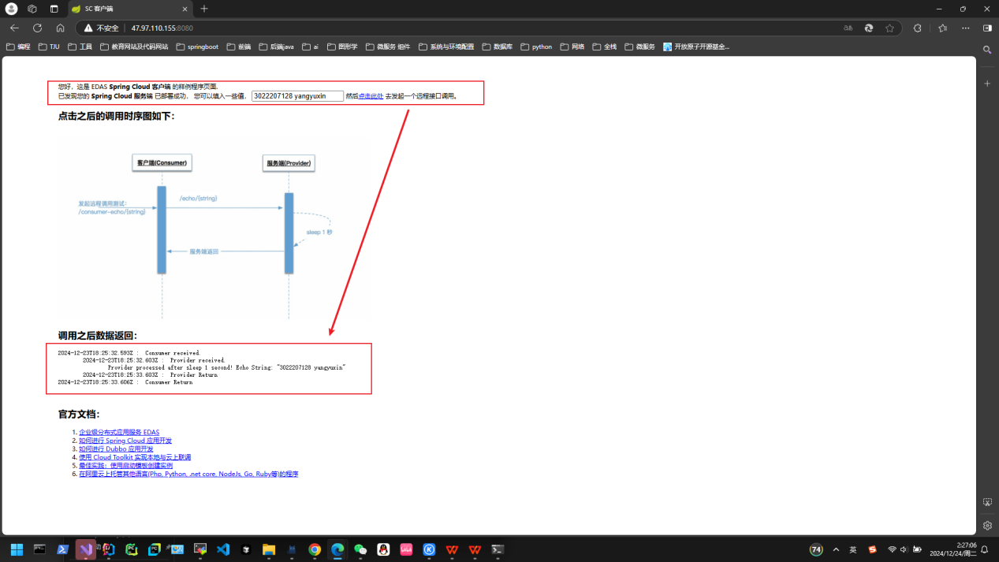 SC 客户端
不安全 47.97.110.155:8080
编程 TJU 工具 教育网站及代码网站 springboot 前端 后端java ai 图形学 微服务 组件 系统与环境配置 数据库 python 网络 全栈 微服务 开放原子开源基金...
您好，这是 EDAS Spring Cloud 客户端 的样例程序页面.
已发现您的 Spring Cloud 服务端 已部署成功， 您可以填入一些值， 3022207128 yangyuxin 然后点击此处 去发起一个远程接口调用。
点击之后的调用时序图如下：
客户端(Consumer) 服务端(Provider)
/echo/{string}
发起远程调用测试:
/consumer-echo/{string}
sleep 1 秒
服务端返回
调用之后数据返回：
2024-12-23T18:25:32.593Z : Consumer received.
2024-12-23T18:25:32.603Z : Provider received.
Provider processed after sleep 1 second! Echo String: "3022207128 yangyuxin"
2024-12-23T18:25:33.603Z : Provider Return
2024-12-23T18:25:33.606Z : Consumer Return
官方文档：
1. 企业级分布式应用服务 EDAS
2. 如何进行 Spring Cloud 应用开发
3. 如何进行 Dubbo 应用开发
4. 使用 Cloud Toolkit 实现本地与云上联调
5. 最佳实践：使用启动模板创建实例
6. 在阿里云上托管其他语言(Php, Python, .net core, NodeJs, Go, Ruby等)的程序
74 英 2:27:06
2024/12/24/周二